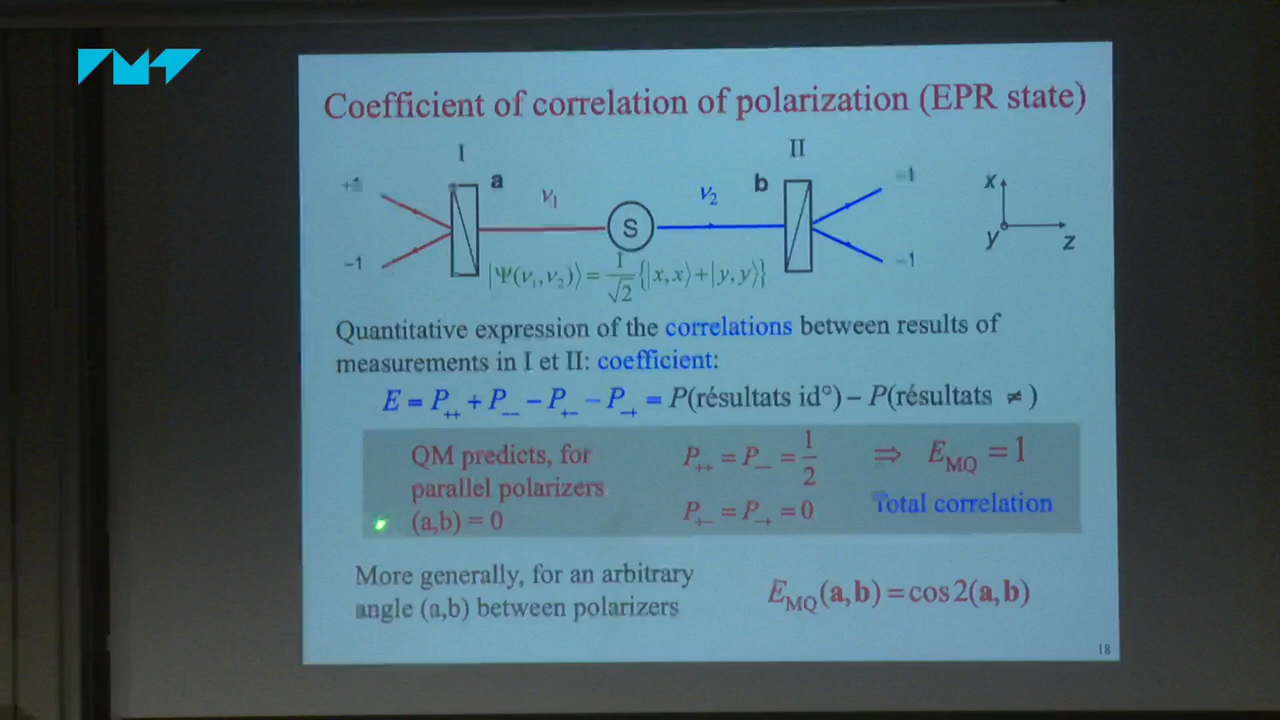 Coefficient of correlation of polarization (EPR state)
I II
+1 a ν₁ S ν₂ b −1
x
y z
−1 −1
|Ψ(ν₁,ν₂)⟩ = 1/√2 {|x,x⟩+|y,y⟩}
Quantitative expression of the correlations between results of
measurements in I et II: coefficient:
E = P₊₊ + P₋₋ − P₊₋ − P₋₊ = P(résultats id°) – P(résultats ≠ )
QM predicts, for
parallel polarizers
(a,b) = 0
P₊₊ = P₋₋ = 1/2
P₊₋ = P₋₊ = 0
⇒ E_MQ = 1
Total correlation
More generally, for an arbitrary
angle (a,b) between polarizers
E_MQ(a,b) = cos 2(a,b)
18